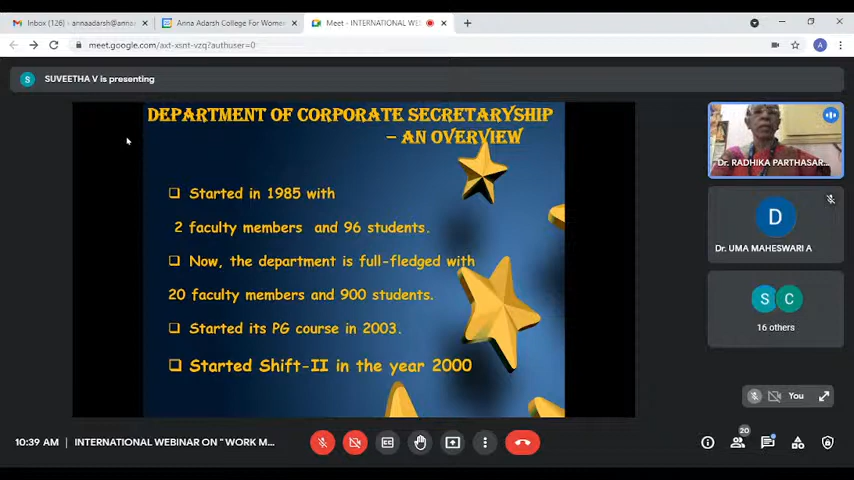 Inbox (126) - annaadarsh@annaa
Anna Adarsh College For Women
Meet - INTERNATIONAL WE
meet.google.com/axt-xsnt-vzq?authuser=0
A
S
SUVEETHA V is presenting
DEPARTMENT OF CORPORATE SECRETARYSHIP
– AN OVERVIEW
Started in 1985 with
2 faculty members and 96 students.
Now, the department is full-fledged with
20 faculty members and 900 students.
Started its PG course in 2003.
Started Shift-II in the year 2000
Dr. RADHIKA PARTHASAR...
D
Dr. UMA MAHESWARI A
S C
16 others
You
10:39 AM | INTERNATIONAL WEBINAR ON "WORK M...
20